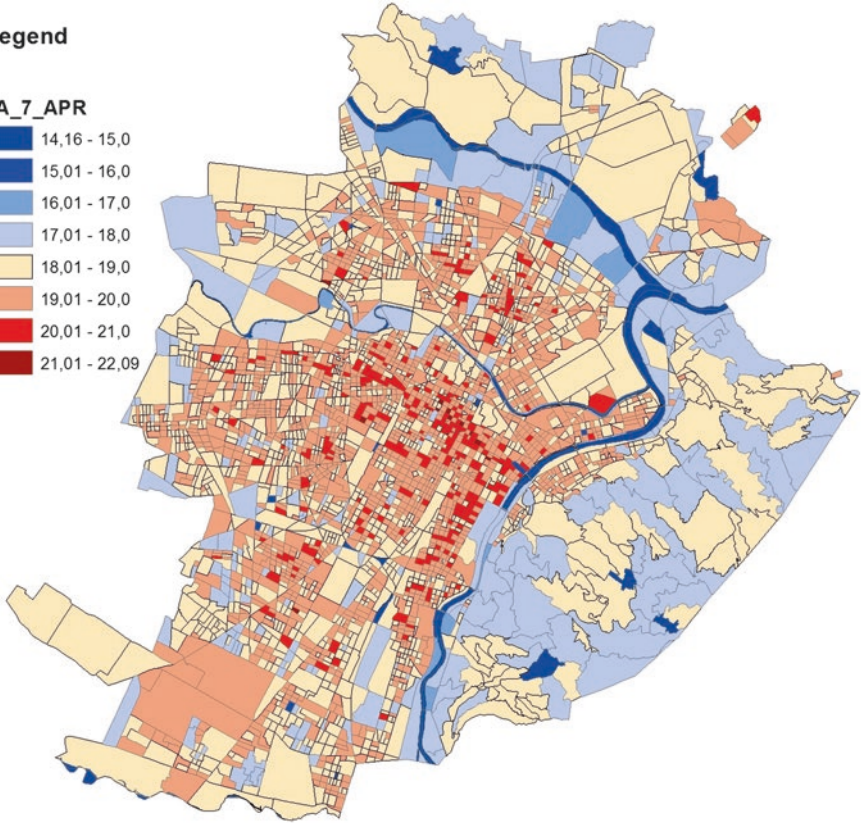 egend
A_7_APR
14,16 - 15,0
15,01 - 16,0
16,01 - 17,0
17,01 - 18,0
18,01 - 19,0
19,01 - 20,0
20,01 - 21,0
21,01 - 22,09